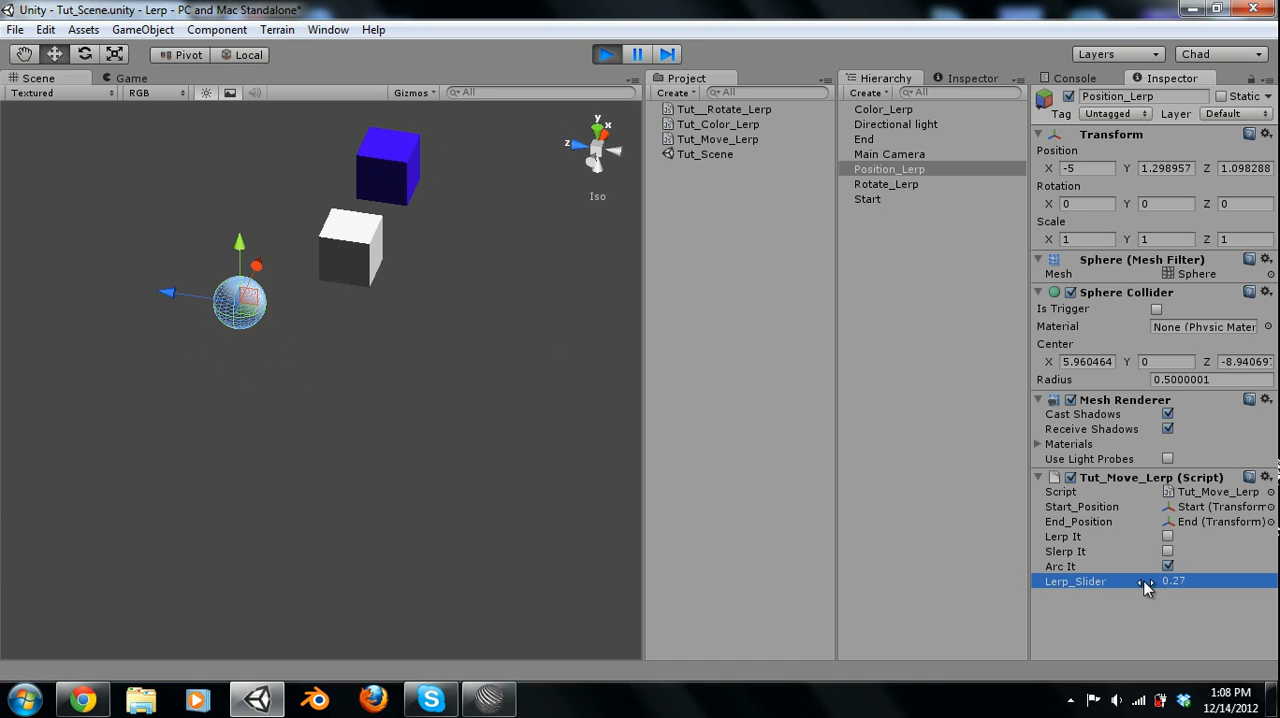 Unity - Tut_Scene.unity - Lerp - PC and Mac Standalone*
File Edit Assets GameObject Component Terrain Window Help
Pivot Local Layers Chad
Scene Game
Textured RGB Gizmos All
y
x
z
Iso
Project
Create All
Tut__Rotate_Lerp
Tut_Color_Lerp
Tut_Move_Lerp
Tut_Scene
Hierarchy Inspector
Create All
Color_Lerp
Directional light
End
Main Camera
Position_Lerp
Rotate_Lerp
Start
Console Inspector
Position_Lerp Static
Tag Untagged Layer Default
Transform
Position
X -5 Y 1.298957 Z 1.098288
Rotation
X 0 Y 0 Z 0
Scale
X 1 Y 1 Z 1
Sphere (Mesh Filter)
Mesh Sphere
Sphere Collider
Is Trigger
Material None (Physic Mater
Center
X 5.960464 Y 0 Z -8.940697
Radius 0.5000001
Mesh Renderer
Cast Shadows
Receive Shadows
Materials
Use Light Probes
Tut_Move_Lerp (Script)
Script Tut_Move_Lerp
Start_Position Start (Transform
End_Position End (Transform)
Lerp It
Slerp It
Arc It
Lerp_Slider 0.27
1:08 PM
12/14/2012